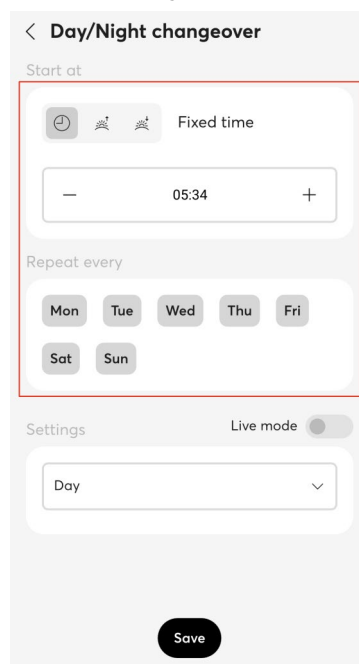 Day/Night changeover
Start at
Fixed time
05:34
Repeat every
Mon Tue Wed Thu Fri
Sat Sun
Settings Live mode
Day
Save